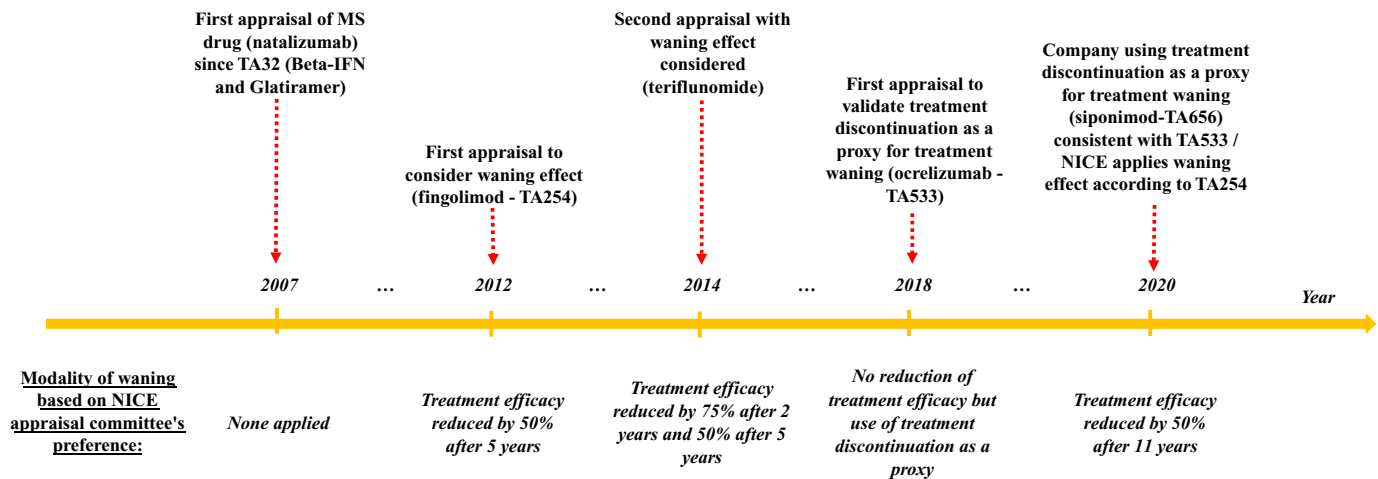 First appraisal of MS
drug (natalizumab)
since TA32 (Beta-IFN
and Glatiramer)
First appraisal to
consider waning effect
(fingolimod - TA254)
Second appraisal with
waning effect
considered
(teriflunomide)
First appraisal to
validate treatment
discontinuation as a
proxy for treatment
waning (ocrelizumab -
TA533)
Company using treatment
discontinuation as a proxy
for treatment waning
(siponimod-TA656)
consistent with TA533 /
NICE applies waning
effect according to TA254
2007 ... 2012 ... 2014 ... 2018 ... 2020
Year
Modality of waning
based on NICE
appraisal committee's
preference:
None applied
Treatment efficacy
reduced by 50%
after 5 years
Treatment efficacy
reduced by 75% after 2
years and 50% after 5
years
No reduction of
treatment efficacy but
use of treatment
discontinuation as a
proxy
Treatment efficacy
reduced by 50%
after 11 years